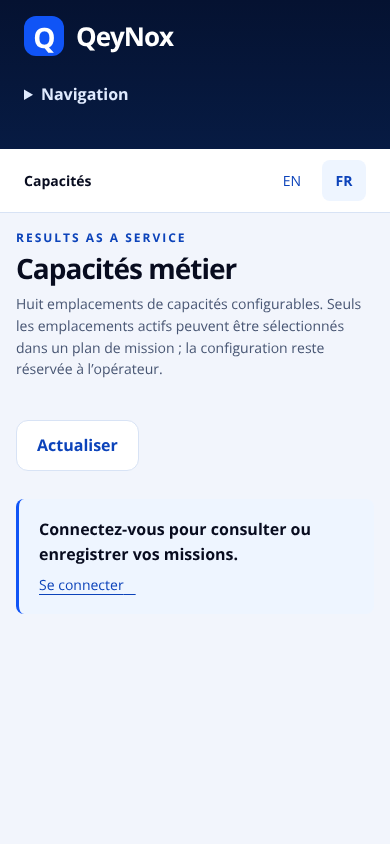 Q QeyNox
Navigation
Capacités
EN
FR
RESULTS AS A SERVICE
Capacités métier
Huit emplacements de capacités configurables. Seuls
les emplacements actifs peuvent être sélectionnés
dans un plan de mission ; la configuration reste
réservée à l’opérateur.
Actualiser
Connectez-vous pour consulter ou
enregistrer vos missions.
Se connecter